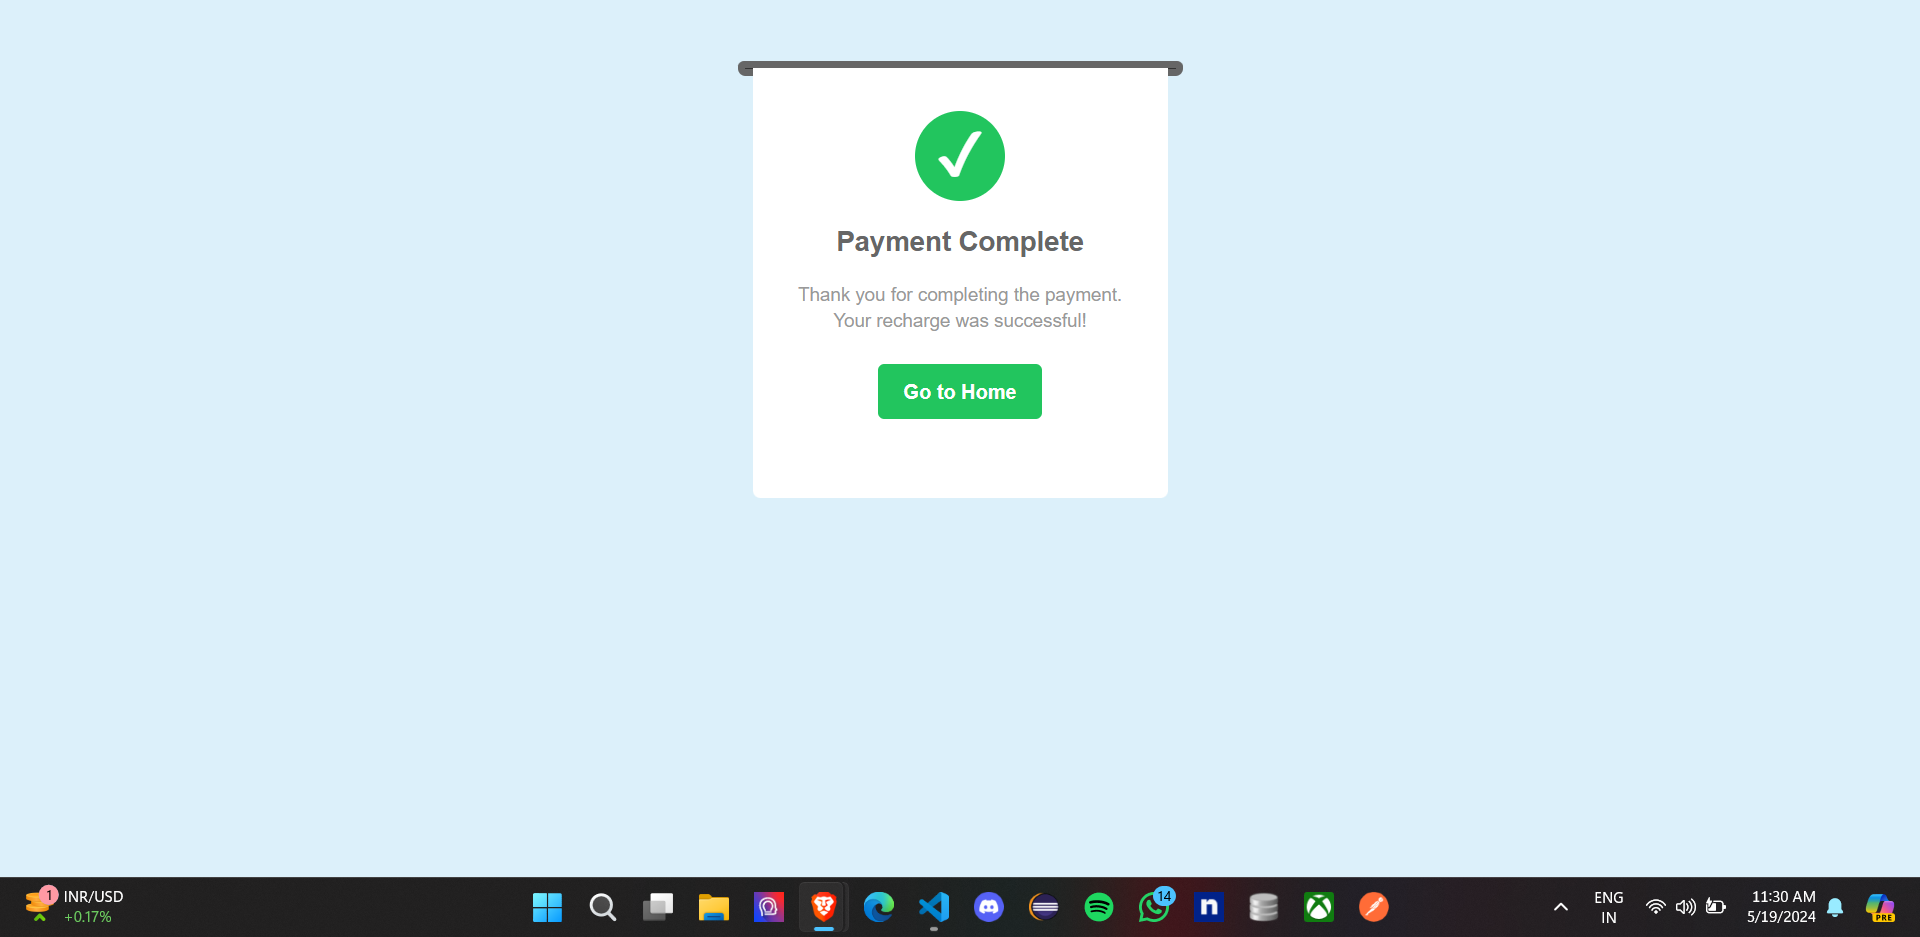 Payment Complete
Thank you for completing the payment.
Your recharge was successful!
Go to Home
1
INR/USD
+0.17%
14
n
ENG
IN
11:30 AM
5/19/2024
PRE